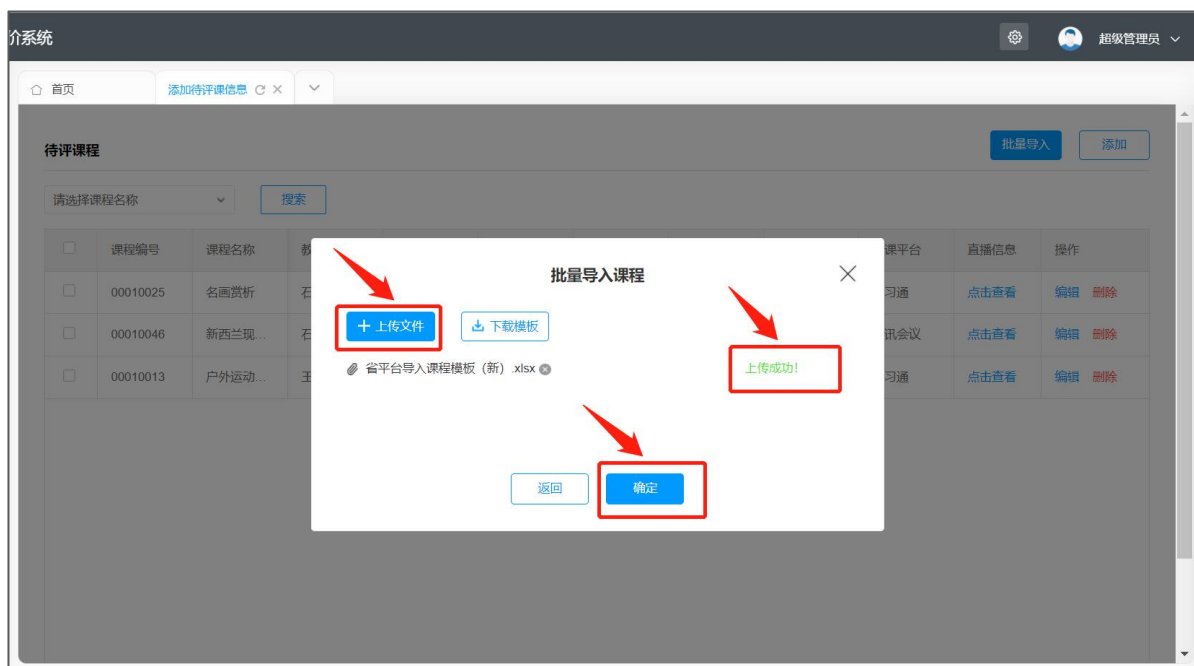 价系统
超级管理员
首页
添加待评课信息
待评课程
批量导入
添加
请选择课程名称
搜索
课程编号 课程名称 教 课平台 直播信息 操作
00010025 名画赏析 石 习通 点击查看 编辑 删除
00010046 新西兰现... 石 讯会议 点击查看 编辑 删除
00010013 户外运动... 王 习通 点击查看 编辑 删除
批量导入课程
上传文件 下载模板
省平台导入课程模板（新）.xlsx 上传成功!
返回 确定